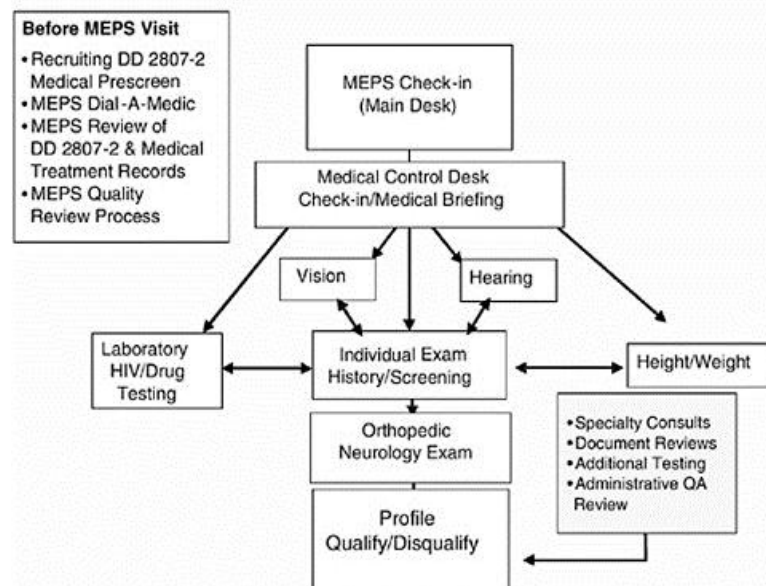 Before MEPS Visit
•Recruiting DD 2807-2
Medical Prescreen
•MEPS Dial-A-Medic
•MEPS Review of
DD 2807-2 & Medical
Treatment Records
•MEPS Quality
Review Process
MEPS Check-in
(Main Desk)
Medical Control Desk
Check-in/Medical Briefing
Vision
Hearing
Laboratory
HIV/Drug
Testing
Individual Exam
History/Screening
Height/Weight
Orthopedic
Neurology Exam
•Specialty Consults
•Document Reviews
•Additional Testing
•Administrative QA
Review
Profile
Qualify/Disqualify